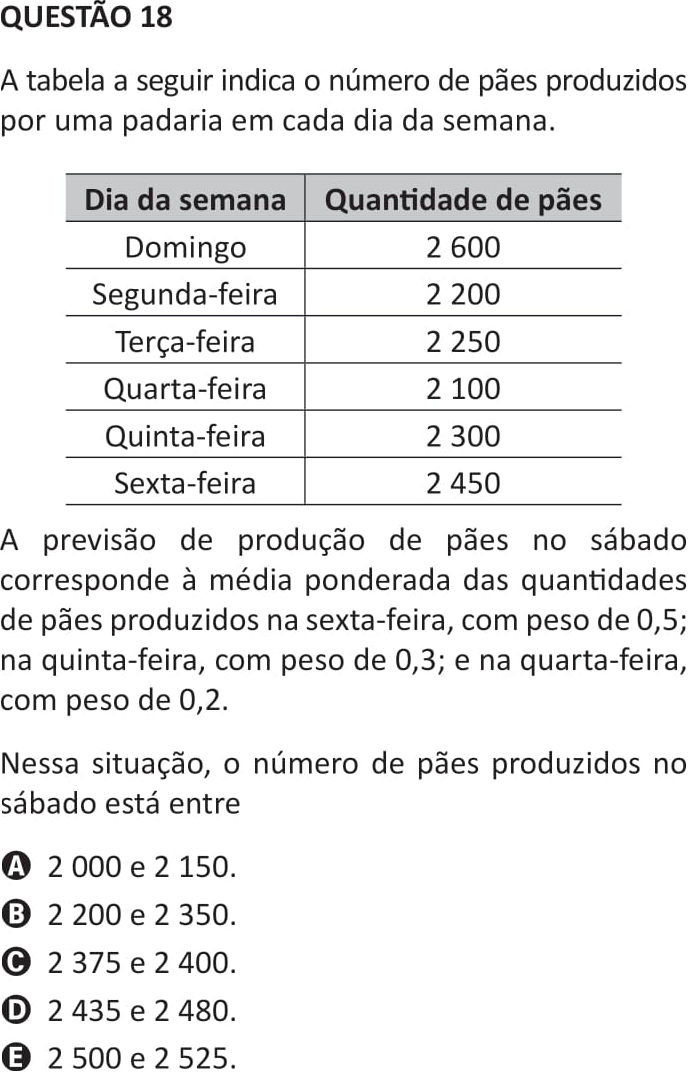 QUESTÃO 18
A tabela a seguir indica o número de pães produzidos
por uma padaria em cada dia da semana.
Dia da semana Quantidade de pães
Domingo 2 600
Segunda-feira 2 200
Terça-feira 2 250
Quarta-feira 2 100
Quinta-feira 2 300
Sexta-feira 2 450
A previsão de produção de pães no sábado
corresponde à média ponderada das quantidades
de pães produzidos na sexta-feira, com peso de 0,5;
na quinta-feira, com peso de 0,3; e na quarta-feira,
com peso de 0,2.
Nessa situação, o número de pães produzidos no
sábado está entre
A 2 000 e 2 150.
B 2 200 e 2 350.
C 2 375 e 2 400.
D 2 435 e 2 480.
E 2 500 e 2 525.